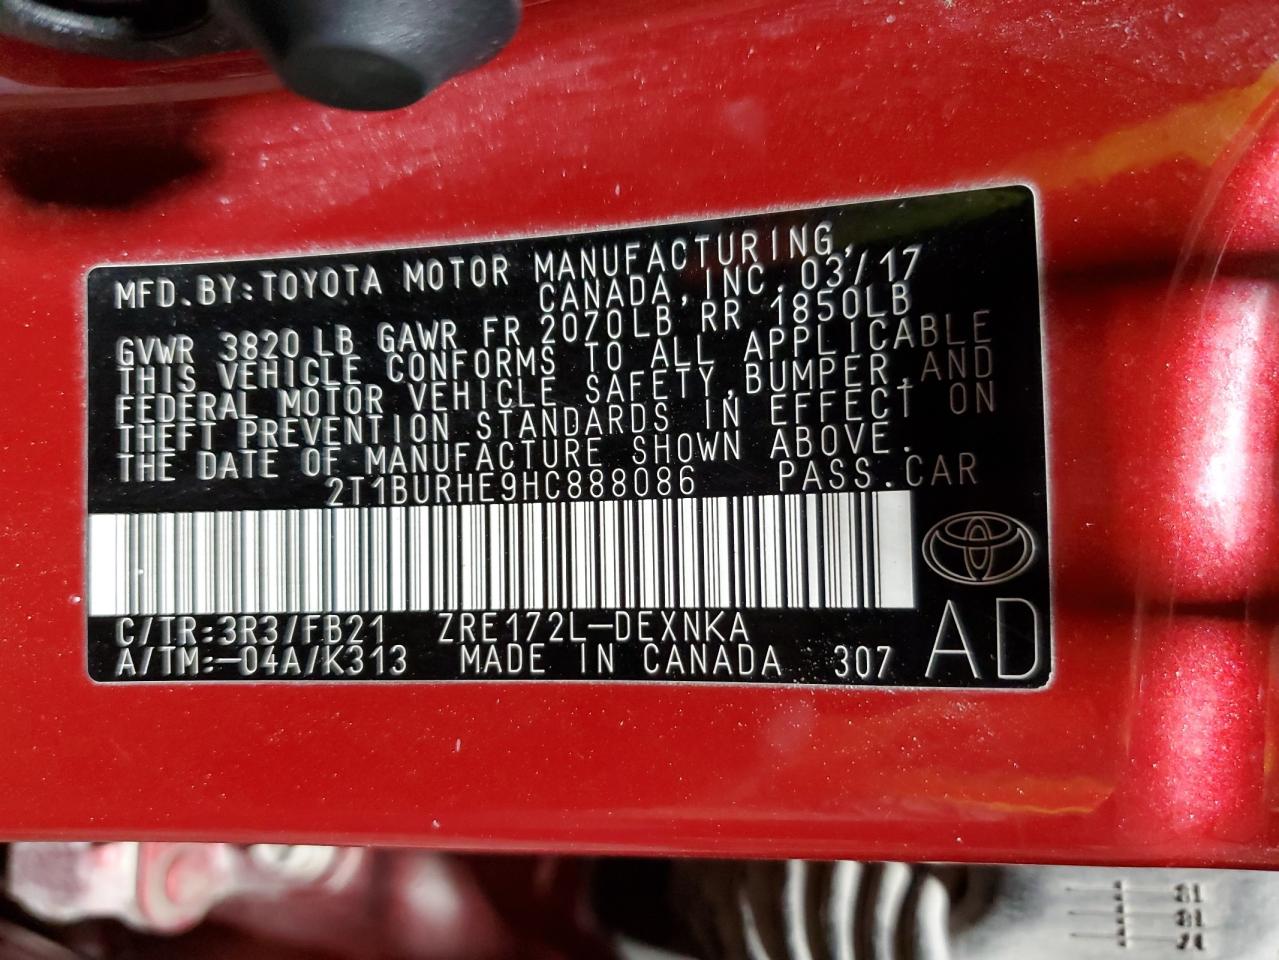 MFD.BY:TOYOTA MOTOR MANUFACTURING,
CANADA,INC.03/17
GVWR 3820 LB GAWR FR 2070LB RR 1850LB
THIS VEHICLE CONFORMS TO ALL APPLICABLE
FEDERAL MOTOR VEHICLE SAFETY,BUMPER,AND
THEFT PREVENTION STANDARDS IN EFFECT ON
THE DATE OF MANUFACTURE SHOWN ABOVE.
2T1BURHE9HC888086 PASS.CAR
C/TR:3R3/FB21 ZRE172L-DEXNKA
A/TM:-04A/K313 MADE IN CANADA 307 AD